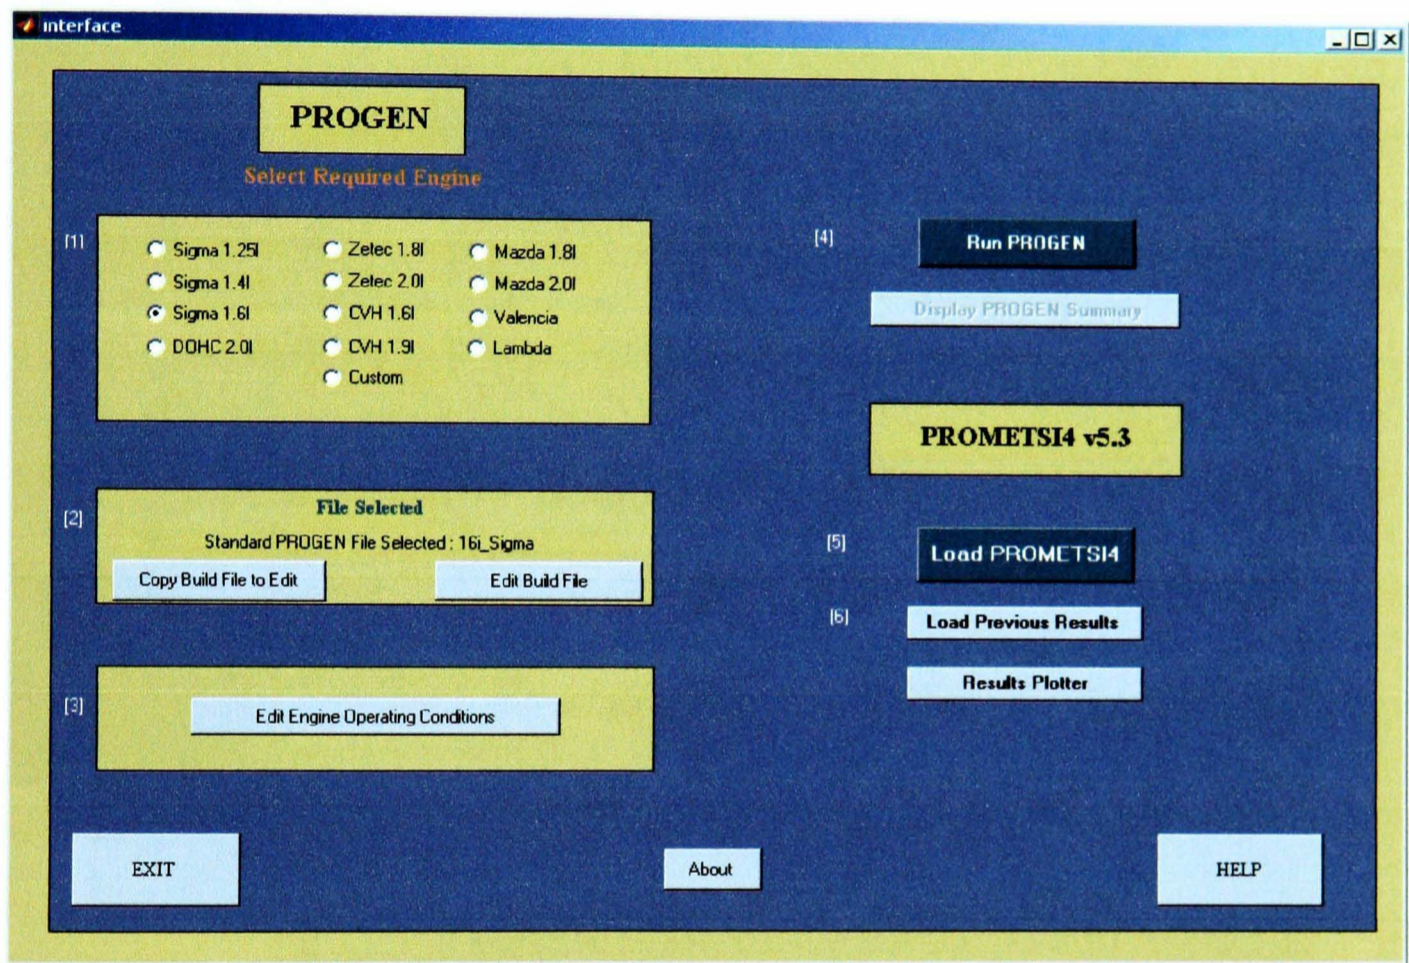 interface
PROGEN
Select Required Engine
[1]
Sigma 1.25l
Zetec 1.8l
Mazda 1.8l
Sigma 1.4l
Zetec 2.0l
Mazda 2.0l
Sigma 1.6l
CVH 1.6l
Valencia
DOHC 2.0l
CVH 1.9l
Lambda
Custom
[2]
File Selected
Standard PROGEN File Selected : 16i_Sigma
Copy Build File to Edit
Edit Build File
[3]
Edit Engine Operating Conditions
[4]
Run PROGEN
Display PROGEN Summary
PROMETSI4 v5.3
[5]
Load PROMETSI4
[6]
Load Previous Results
Results Plotter
EXIT
About
HELP